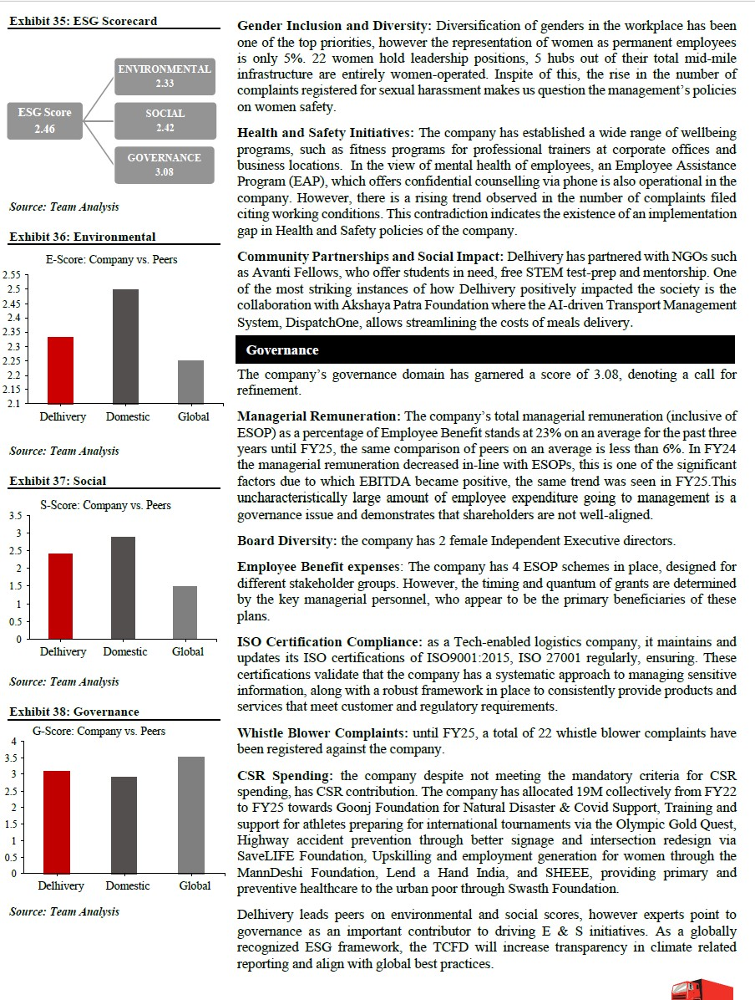 Exhibit 35: ESG Scorecard
ESG Score
2.46
ENVIRONMENTAL
2.33
SOCIAL
2.42
GOVERNANCE
3.08
Source: Team Analysis
Exhibit 36: Environmental
E-Score: Company vs. Peers
2.55
2.5
2.45
2.4
2.35
2.3
2.25
2.2
2.15
2.1
Delhivery Domestic Global
Source: Team Analysis
Exhibit 37: Social
S-Score: Company vs. Peers
3.5
3
2.5
2
1.5
1
0.5
0
Delhivery Domestic Global
Source: Team Analysis
Exhibit 38: Governance
G-Score: Company vs. Peers
4
3.5
3
2.5
2
1.5
1
0.5
0
Delhivery Domestic Global
Source: Team Analysis
Gender Inclusion and Diversity: Diversification of genders in the workplace has been
one of the top priorities, however the representation of women as permanent employees
is only 5%. 22 women hold leadership positions, 5 hubs out of their total mid-mile
infrastructure are entirely women-operated. Inspite of this, the rise in the number of
complaints registered for sexual harassment makes us question the management's policies
on women safety.
Health and Safety Initiatives: The company has established a wide range of wellbeing
programs, such as fitness programs for professional trainers at corporate offices and
business locations. In the view of mental health of employees, an Employee Assistance
Program (EAP), which offers confidential counselling via phone is also operational in the
company. However, there is a rising trend observed in the number of complaints filed
citing working conditions. This contradiction indicates the existence of an implementation
gap in Health and Safety policies of the company.
Community Partnerships and Social Impact: Delhivery has partnered with NGOs such
as Avanti Fellows, who offer students in need, free STEM test-prep and mentorship. One
of the most striking instances of how Delhivery positively impacted the society is the
collaboration with Akshaya Patra Foundation where the AI-driven Transport Management
System, DispatchOne, allows streamlining the costs of meals delivery.
Governance
The company's governance domain has garnered a score of 3.08, denoting a call for
refinement.
Managerial Remuneration: The company's total managerial remuneration (inclusive of
ESOP) as a percentage of Employee Benefit stands at 23% on an average for the past three
years until FY25, the same comparison of peers on an average is less than 6%. In FY24
the managerial remuneration decreased in-line with ESOPs, this is one of the significant
factors due to which EBITDA became positive, the same trend was seen in FY25.This
uncharacteristically large amount of employee expenditure going to management is a
governance issue and demonstrates that shareholders are not well-aligned.
Board Diversity: the company has 2 female Independent Executive directors.
Employee Benefit expenses: The company has 4 ESOP schemes in place, designed for
different stakeholder groups. However, the timing and quantum of grants are determined
by the key managerial personnel, who appear to be the primary beneficiaries of these
plans.
ISO Certification Compliance: as a Tech-enabled logistics company, it maintains and
updates its ISO certifications of ISO9001:2015, ISO 27001 regularly, ensuring. These
certifications validate that the company has a systematic approach to managing sensitive
information, along with a robust framework in place to consistently provide products and
services that meet customer and regulatory requirements.
Whistle Blower Complaints: until FY25, a total of 22 whistle blower complaints have
been registered against the company.
CSR Spending: the company despite not meeting the mandatory criteria for CSR
spending, has CSR contribution. The company has allocated 19M collectively from FY22
to FY25 towards Goonj Foundation for Natural Disaster & Covid Support, Training and
support for athletes preparing for international tournaments via the Olympic Gold Quest,
Highway accident prevention through better signage and intersection redesign via
SaveLIFE Foundation, Upskilling and employment generation for women through the
MannDeshi Foundation, Lend a Hand India, and SHEEE, providing primary and
preventive healthcare to the urban poor through Swasth Foundation.
Delhivery leads peers on environmental and social scores, however experts point to
governance as an important contributor to driving E & S initiatives. As a globally
recognized ESG framework, the TCFD will increase transparency in climate related
reporting and align with global best practices.